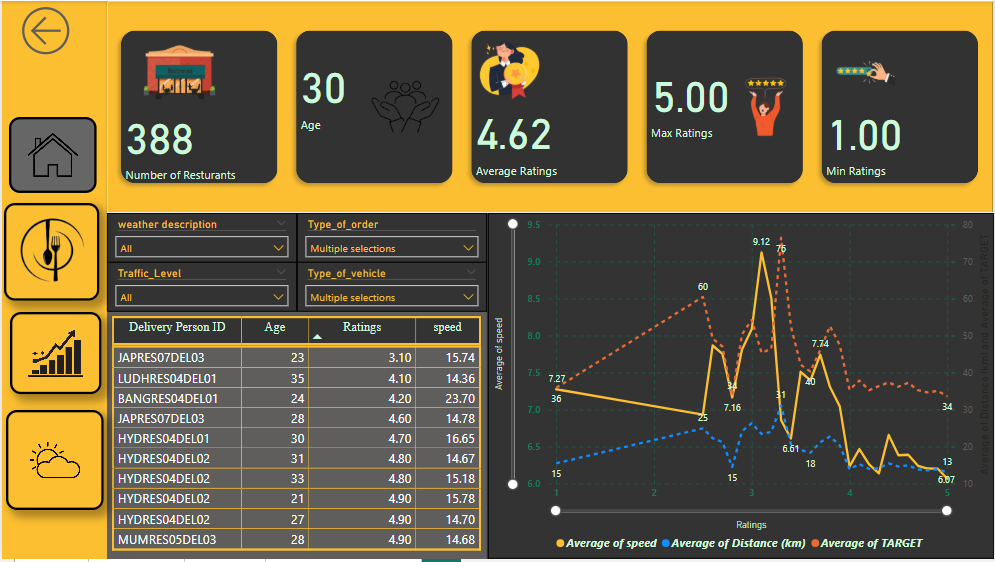 388
Number of Resturants
30
Age
4.62
Average Ratings
5.00
Max Ratings
1.00
Min Ratings
weather description
All
Type_of_order
Multiple selections
Traffic_Level
All
Type_of_vehicle
Multiple selections
Delivery Person ID Age Ratings speed
JAPRES07DEL03 23 3.10 15.74
LUDHRES04DEL01 35 4.10 14.36
BANGRES04DEL01 24 4.20 23.70
JAPRES07DEL03 28 4.60 14.78
HYDRES04DEL01 30 4.70 16.65
HYDRES04DEL02 31 4.80 14.67
HYDRES04DEL02 33 4.80 15.18
HYDRES04DEL02 21 4.90 15.78
HYDRES04DEL02 27 4.90 14.70
MUMRES05DEL03 28 4.90 14.68
Average of speed
9.5
9.0
8.5
8.0
7.5
7.0
6.5
6.0
7.27
36
15
60
25
34
7.16
15
9.12
76
31
6.61
40
18
7.74
34
13
6.07
80
70
60
50
40
30
20
10
Average of Distance (km) and Average of TARGET
1 2 3 4 5
Ratings
Average of speed Average of Distance (km) Average of TARGET